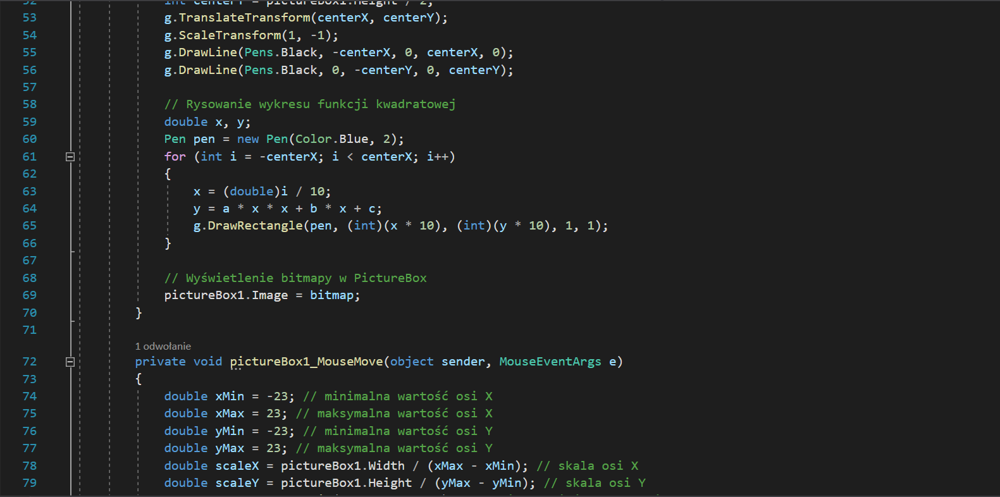 52 int centerY = pictureBox1.Height / 2;
53 g.TranslateTransform(centerX, centerY);
54 g.ScaleTransform(1, -1);
55 g.DrawLine(Pens.Black, -centerX, 0, centerX, 0);
56 g.DrawLine(Pens.Black, 0, -centerY, 0, centerY);
57
58 // Rysowanie wykresu funkcji kwadratowej
59 double x, y;
60 Pen pen = new Pen(Color.Blue, 2);
61 for (int i = -centerX; i < centerX; i++)
62 {
63 x = (double)i / 10;
64 y = a * x * x + b * x + c;
65 g.DrawRectangle(pen, (int)(x * 10), (int)(y * 10), 1, 1);
66 }
67
68 // Wyświetlenie bitmapy w PictureBox
69 pictureBox1.Image = bitmap;
70 }
71
1 odwołanie
72 private void pictureBox1_MouseMove(object sender, MouseEventArgs e)
73 {
74 double xMin = -23; // minimalna wartość osi X
75 double xMax = 23; // maksymalna wartość osi X
76 double yMin = -23; // minimalna wartość osi Y
77 double yMax = 23; // maksymalna wartość osi Y
78 double scaleX = pictureBox1.Width / (xMax - xMin); // skala osi X
79 double scaleY = pictureBox1.Height / (yMax - yMin); // skala osi Y